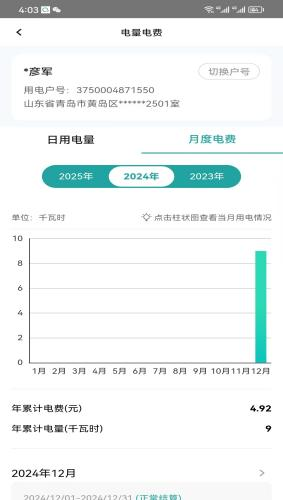 4:03
电量电费
*彦军
切换户号
用电户号：3750004871550
山东省青岛市黄岛区******2501室
日用电量 月度电费
2025年 2024年 2023年
单位：千瓦时 点击柱状图查看当月用电情况
10
8
6
4
2
0
1月 2月 3月 4月 5月 6月 7月 8月 9月 10月 11月 12月
年累计电费(元) 4.92
年累计电量(千瓦时) 9
2024年12月
2024/12/01-2024/12/31 (正常结算)